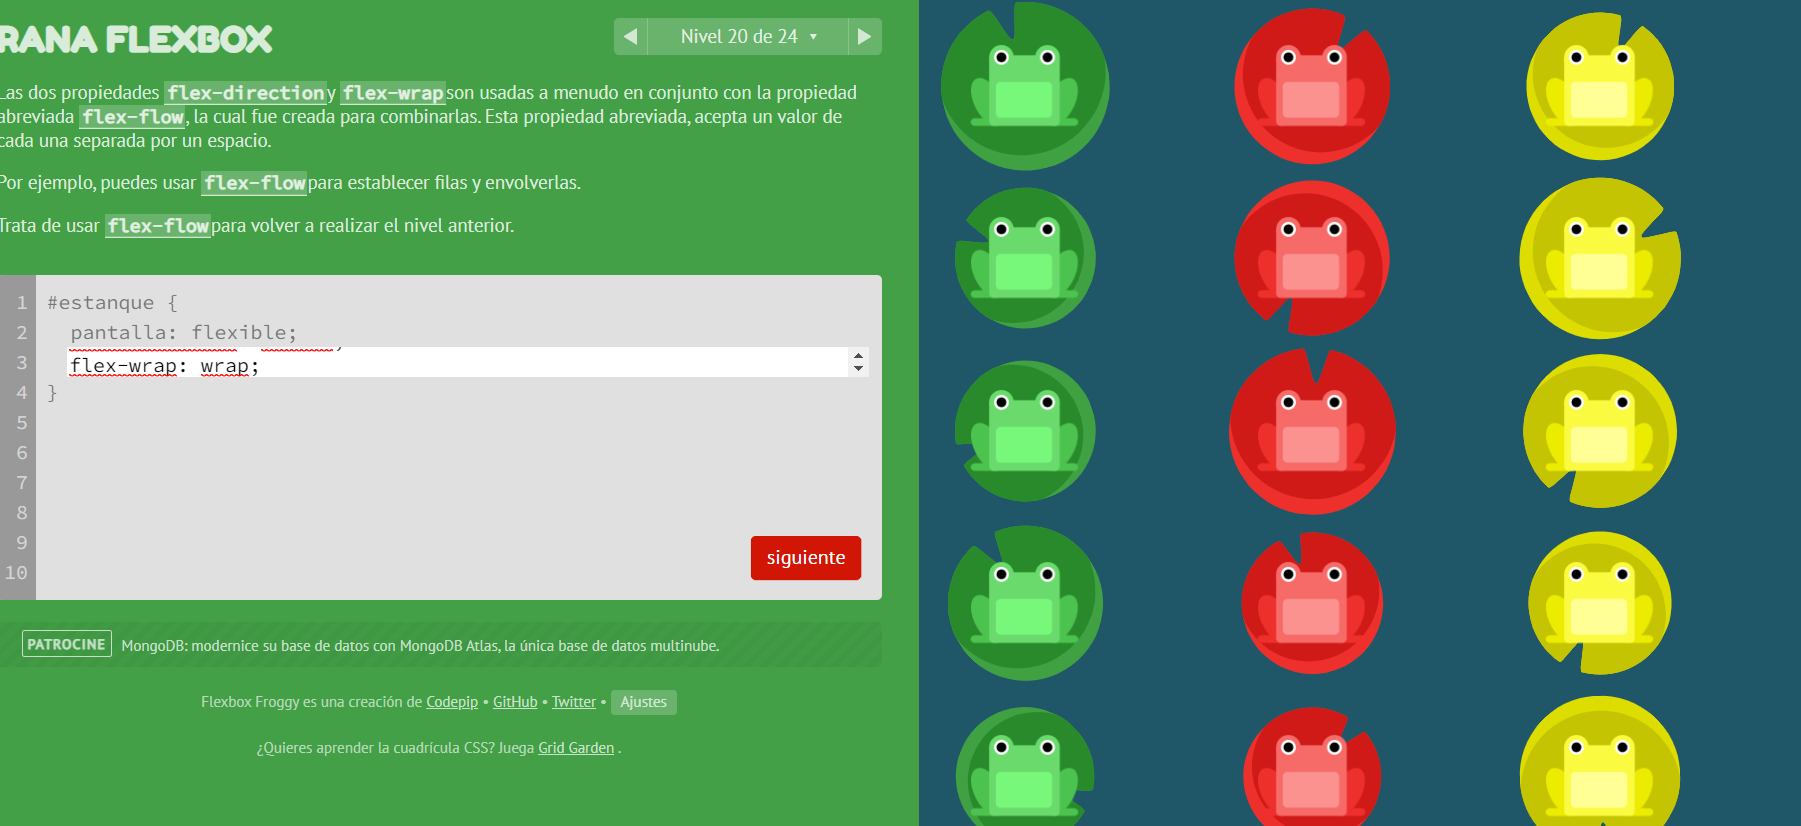 RANA FLEXBOX
Nivel 20 de 24
Las dos propiedades flex-direction y flex-wrap son usadas a menudo en conjunto con la propiedad
abreviada flex-flow, la cual fue creada para combinarlas. Esta propiedad abreviada, acepta un valor de
cada una separada por un espacio.
Por ejemplo, puedes usar flex-flow para establecer filas y envolverlas.
Trata de usar flex-flow para volver a realizar el nivel anterior.
1 #estanque {
2 pantalla: flexible;
3 flex-wrap: wrap;
4 }
5
6
7
8
9
10
siguiente
PATROCINE MongoDB: modernice su base de datos con MongoDB Atlas, la única base de datos multinube.
Flexbox Froggy es una creación de Codepip • GitHub • Twitter • Ajustes
¿Quieres aprender la cuadrícula CSS? Juega Grid Garden .